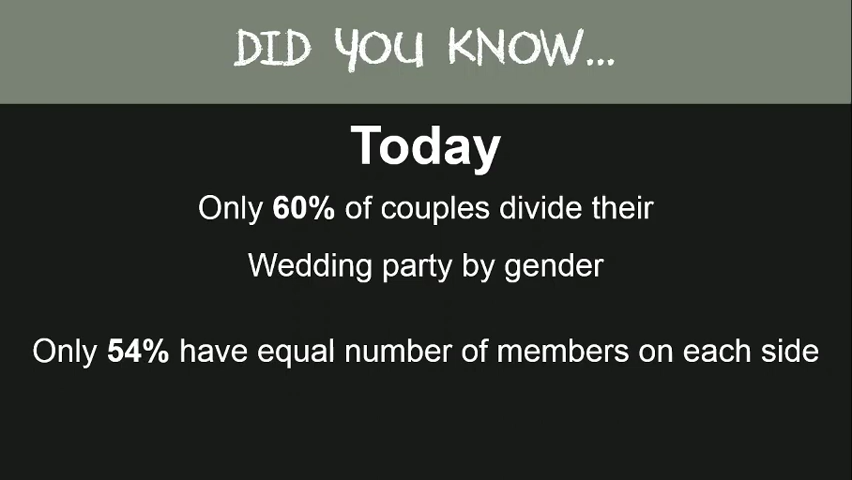 DID YOU KNOW...
Today
Only 60% of couples divide their
Wedding party by gender
Only 54% have equal number of members on each side